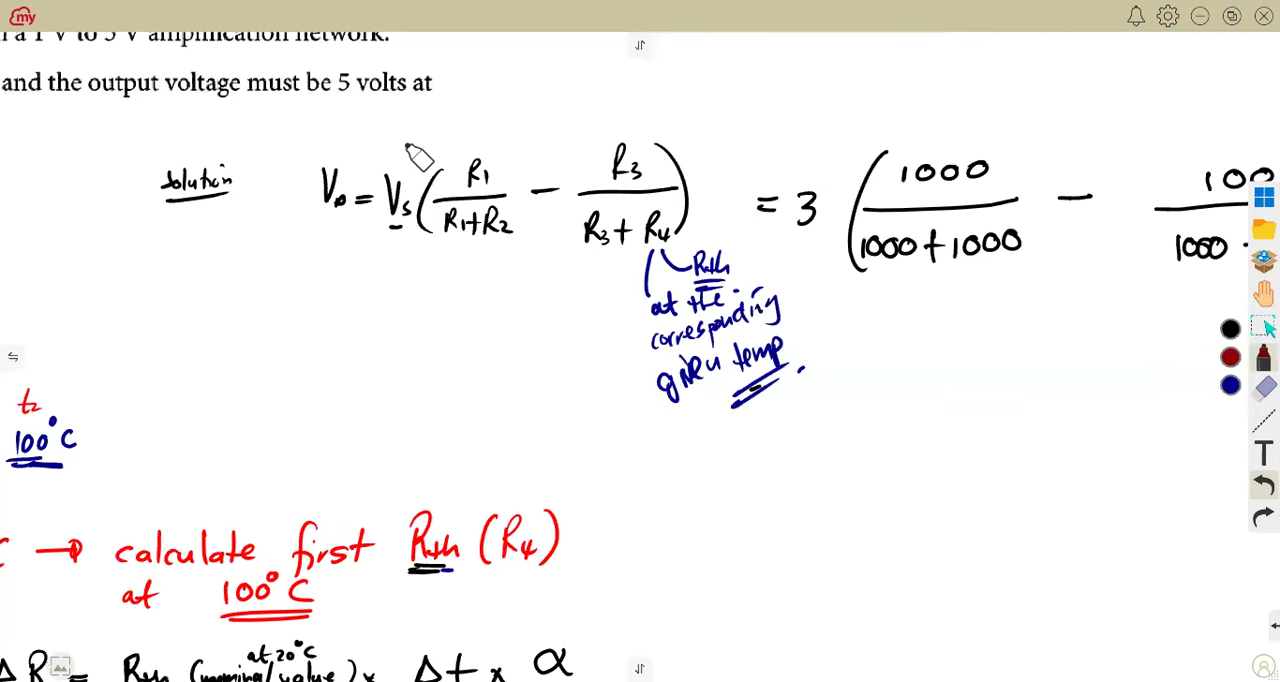 my
n a 1 V to 5 V amplification network.
and the output voltage must be 5 volts at
solution
Vo = Vs ( R1 / R1+R2 − R3 / R3 + R4 ) = 3 ( 1000 / 1000 + 1000 − 100 / 1000
Rth
at the
corresponding
given temp.
t2
100°C
→ calculate first Rth (R4)
at 100°C
at 20°C
Δ R = Rth (nominal value) × Δt × α
T